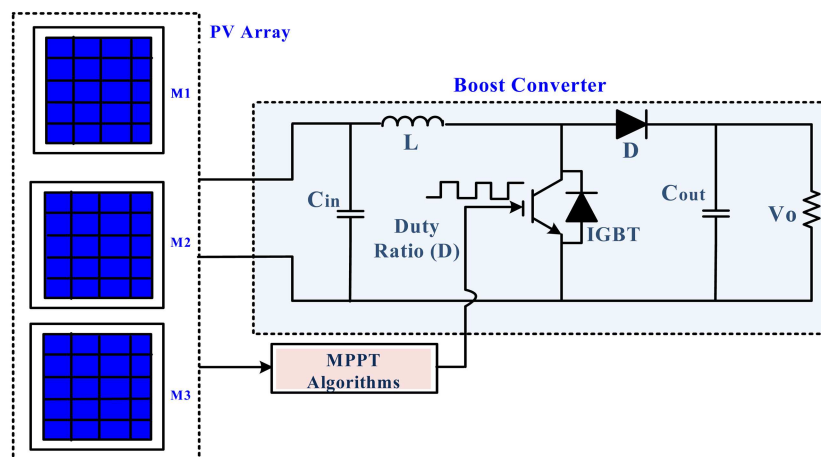 PV Array
M1
M2
M3
Boost Converter
L
D
Cin
Cout
Vo
Duty
Ratio (D)
IGBT
MPPT
Algorithms